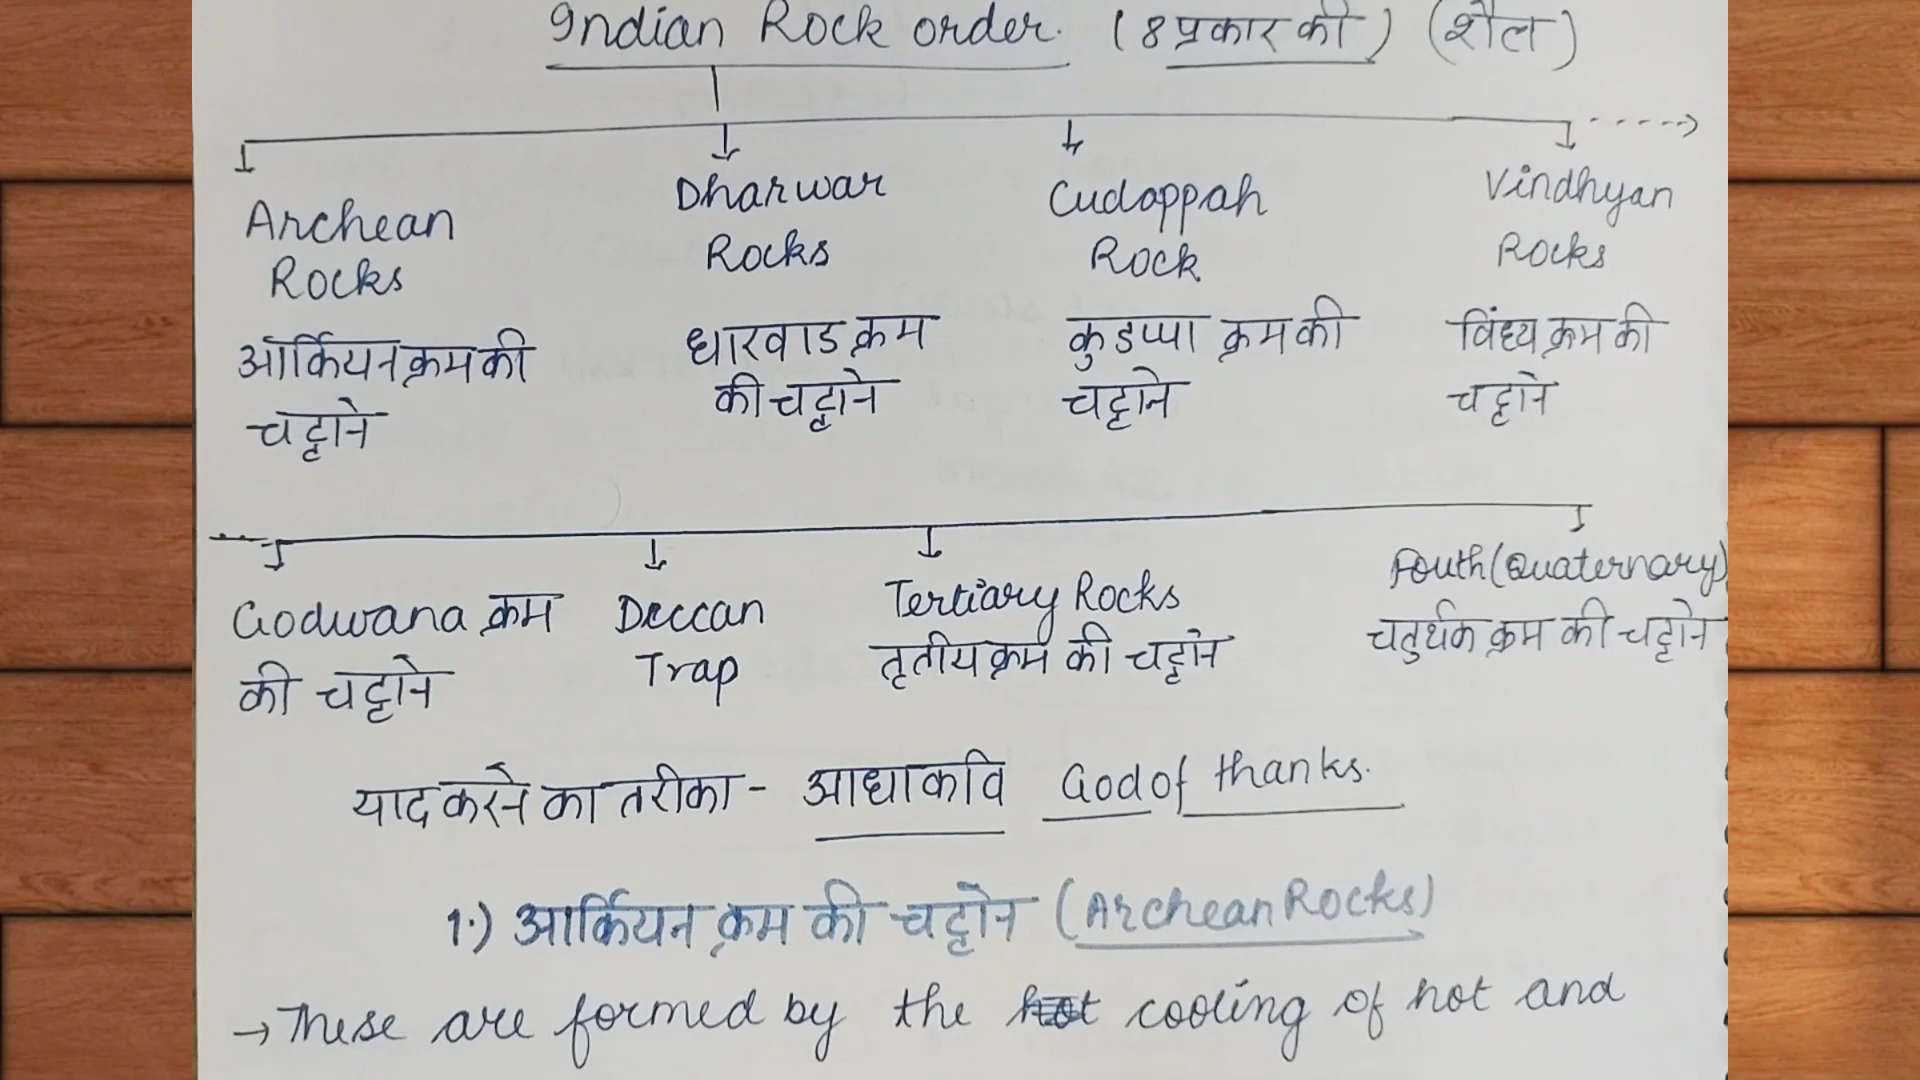 Indian Rock order. (8 प्रकार की) (शैल)
Archean Rocks
आर्कियन क्रम की चट्टाने
Dharwar Rocks
धारवाड क्रम की चट्टाने
Cudappah Rock
कुडप्पा क्रम की चट्टाने
Vindhyan Rocks
विंध्य क्रम की चट्टाने
Godwana क्रम की चट्टाने
Deccan Trap
Tertiary Rocks
तृतीय क्रम की चट्टाने
Fouth (Quaternary)
चतुर्थक क्रम की चट्टाने
याद करने का तरीका - आधाकवि God of thanks.
1.) आर्कियन क्रम की चट्टाने (Archean Rocks)
→ These are formed by the cooling of hot and